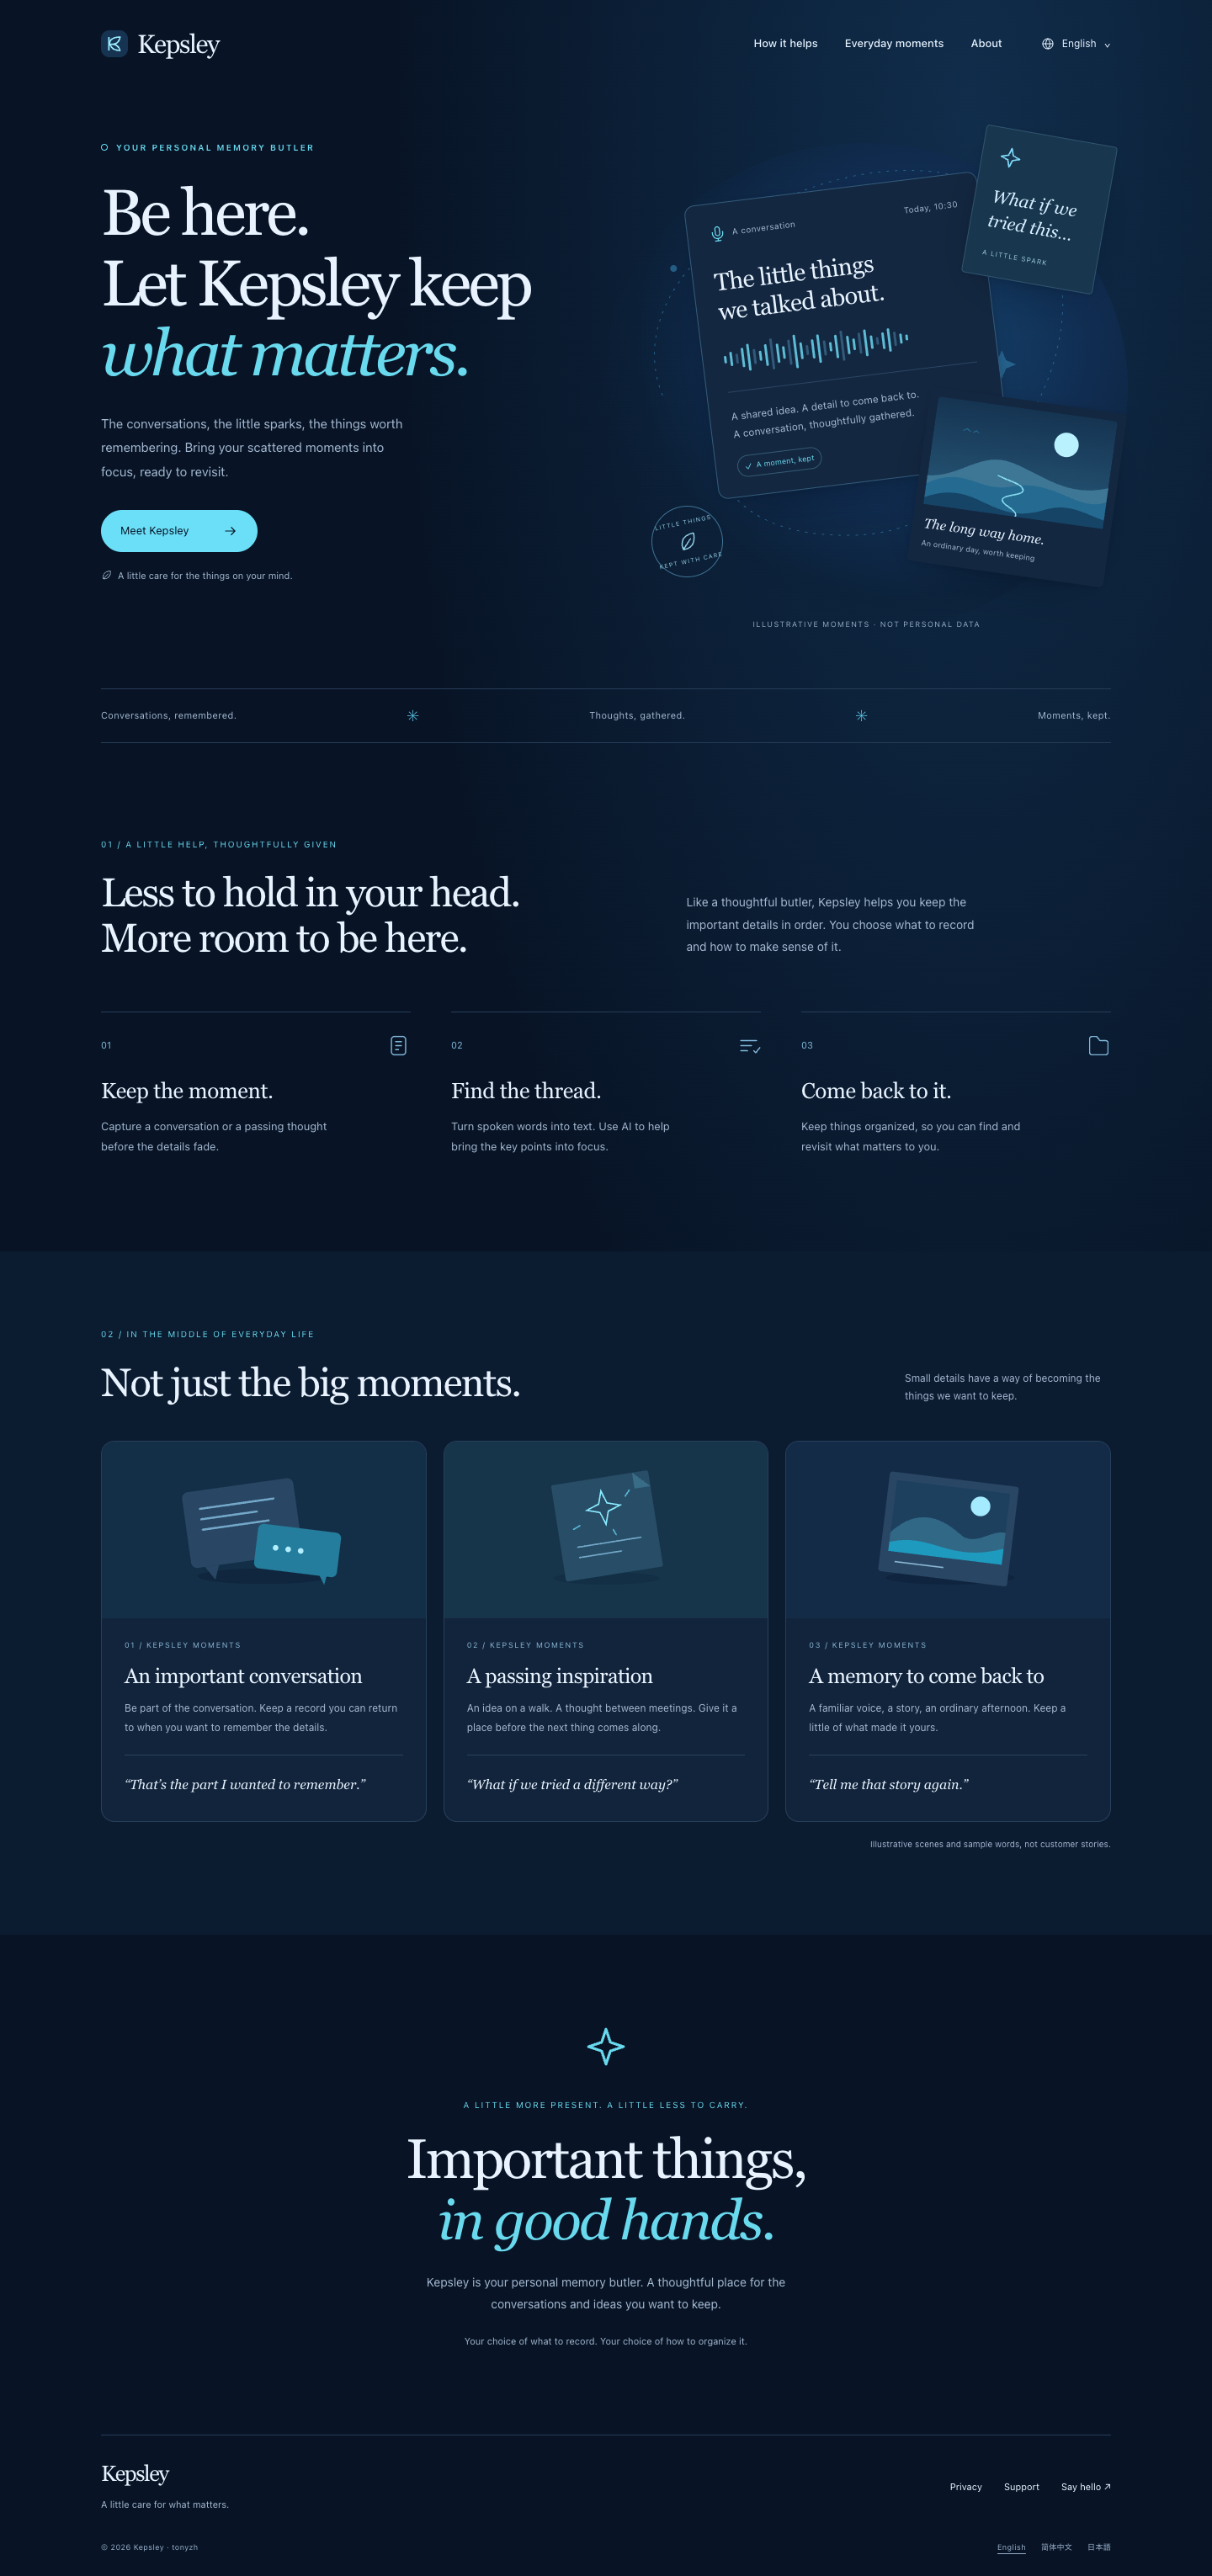 Kepsley
How it helps
Everyday moments
About
English
YOUR PERSONAL MEMORY BUTLER
Be here.
Let Kepsley keep
what matters.
The conversations, the little sparks, the things worth
remembering. Bring your scattered moments into
focus, ready to revisit.
Meet Kepsley →
A little care for the things on your mind.
A conversation
Today, 10:30
The little things
we talked about.
A shared idea. A detail to come back to.
A conversation, thoughtfully gathered.
✓ A moment, kept
What if we
tried this...
A LITTLE SPARK
The long way home.
An ordinary day, worth keeping
LITTLE THINGS
KEPT WITH CARE
ILLUSTRATIVE MOMENTS · NOT PERSONAL DATA
Conversations, remembered.
Thoughts, gathered.
Moments, kept.
01 / A LITTLE HELP, THOUGHTFULLY GIVEN
Less to hold in your head.
More room to be here.
Like a thoughtful butler, Kepsley helps you keep the
important details in order. You choose what to record
and how to make sense of it.
01
Keep the moment.
Capture a conversation or a passing thought
before the details fade.
02
Find the thread.
Turn spoken words into text. Use AI to help
bring the key points into focus.
03
Come back to it.
Keep things organized, so you can find and
revisit what matters to you.
02 / IN THE MIDDLE OF EVERYDAY LIFE
Not just the big moments.
Small details have a way of becoming the
things we want to keep.
01 / KEPSLEY MOMENTS
An important conversation
Be part of the conversation. Keep a record you can return
to when you want to remember the details.
“That’s the part I wanted to remember.”
02 / KEPSLEY MOMENTS
A passing inspiration
An idea on a walk. A thought between meetings. Give it a
place before the next thing comes along.
“What if we tried a different way?”
03 / KEPSLEY MOMENTS
A memory to come back to
A familiar voice, a story, an ordinary afternoon. Keep a
little of what made it yours.
“Tell me that story again.”
Illustrative scenes and sample words, not customer stories.
A LITTLE MORE PRESENT. A LITTLE LESS TO CARRY.
Important things,
in good hands.
Kepsley is your personal memory butler. A thoughtful place for the
conversations and ideas you want to keep.
Your choice of what to record. Your choice of how to organize it.
Kepsley
A little care for what matters.
Privacy
Support
Say hello ↗
© 2026 Kepsley · tonyzh
English
简体中文
日本語